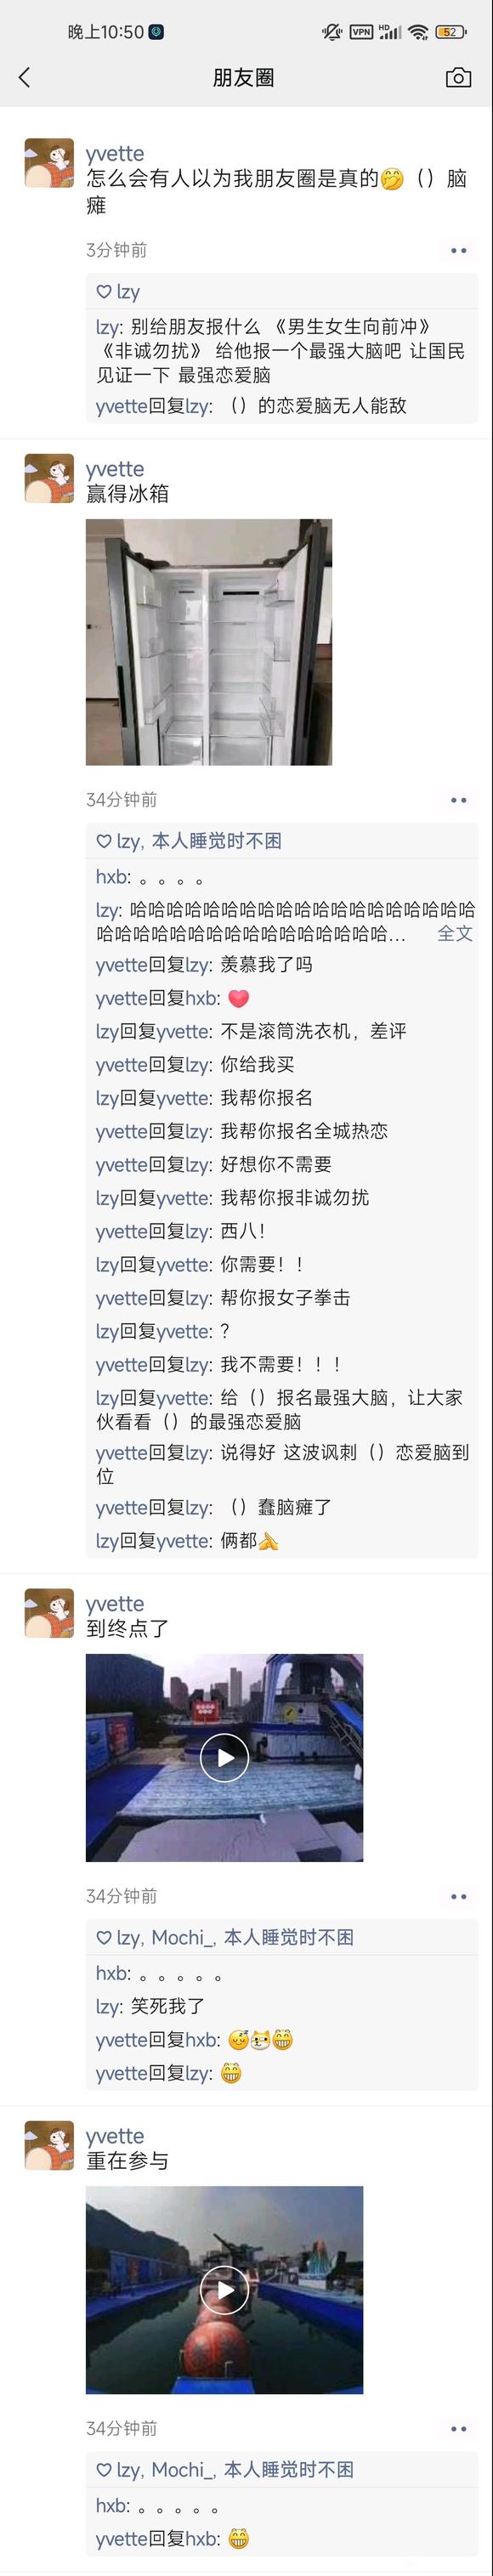 晚上10:50
VPN
HD
52
朋友圈
yvette
怎么会有人以为我朋友圈是真的🤭（）脑
瘫
3分钟前
lzy
lzy: 别给朋友报什么 《男生女生向前冲》
《非诚勿扰》 给他报一个最强大脑吧 让国民
见证一下 最强恋爱脑
yvette回复lzy: （）的恋爱脑无人能敌
yvette
赢得冰箱
34分钟前
lzy, 本人睡觉时不困
hxb: 。。。。
lzy: 哈哈哈哈哈哈哈哈哈哈哈哈哈哈哈哈哈哈哈
哈哈哈哈哈哈哈哈哈哈哈哈哈哈哈哈... 全文
yvette回复lzy: 羡慕我了吗
yvette回复hxb: ❤
lzy回复yvette: 不是滚筒洗衣机，差评
yvette回复lzy: 你给我买
lzy回复yvette: 我帮你报名
yvette回复lzy: 我帮你报名全城热恋
yvette回复lzy: 好想你不需要
lzy回复yvette: 我帮你报非诚勿扰
yvette回复lzy: 西八！
lzy回复yvette: 你需要！！
yvette回复lzy: 帮你报女子拳击
lzy回复yvette: ？
yvette回复lzy: 我不需要！！！
lzy回复yvette: 给（）报名最强大脑，让大家
伙看看（）的最强恋爱脑
yvette回复lzy: 说得好 这波讽刺（）恋爱脑到
位
yvette回复lzy: （）蠢脑瘫了
lzy回复yvette: 俩都🙏
yvette
到终点了
34分钟前
lzy, Mochi_, 本人睡觉时不困
hxb: 。。。。。
lzy: 笑死我了
yvette回复hxb: 😴😼😁
yvette回复lzy: 😁
yvette
重在参与
34分钟前
lzy, Mochi_, 本人睡觉时不困
hxb: 。。。。。
yvette回复hxb: 😁